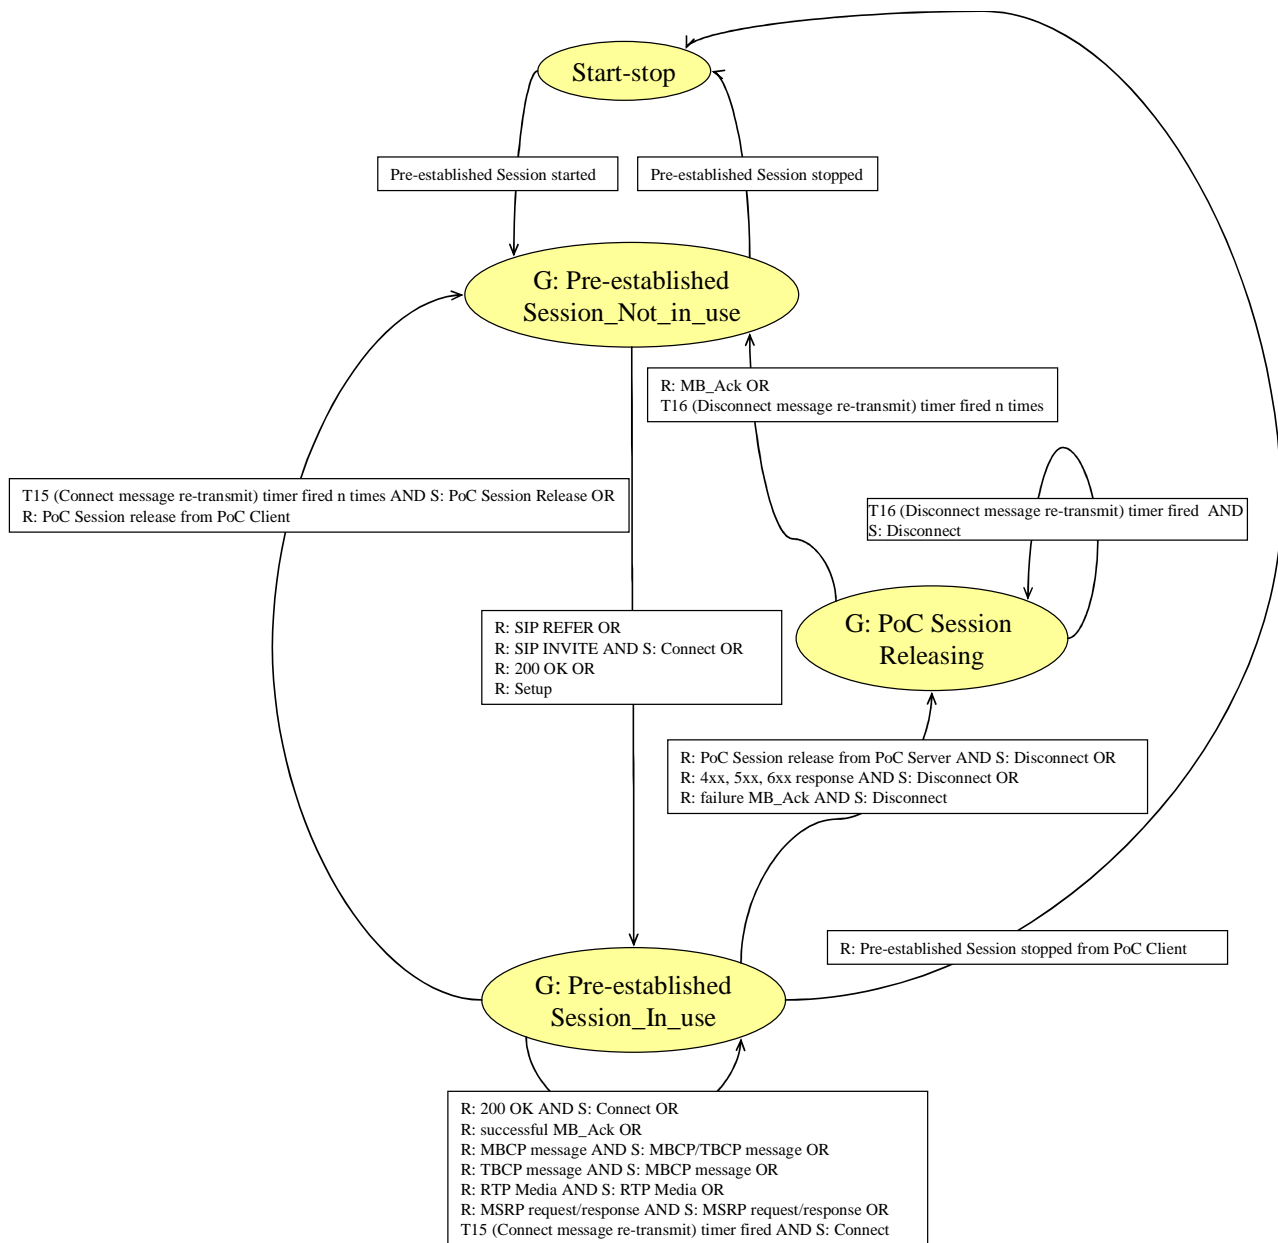 Start-stop
Pre-established Session started
Pre-established Session stopped
G: Pre-established
Session_Not_in_use
R: MB_Ack OR
T16 (Disconnect message re-transmit) timer fired n times
T15 (Connect message re-transmit) timer fired n times AND S: PoC Session Release OR
R: PoC Session release from PoC Client
T16 (Disconnect message re-transmit) timer fired AND
S: Disconnect
R: SIP REFER OR
R: SIP INVITE AND S: Connect OR
R: 200 OK OR
R: Setup
G: PoC Session
Releasing
R: PoC Session release from PoC Server AND S: Disconnect OR
R: 4xx, 5xx, 6xx response AND S: Disconnect OR
R: failure MB_Ack AND S: Disconnect
R: Pre-established Session stopped from PoC Client
G: Pre-established
Session_In_use
R: 200 OK AND S: Connect OR
R: successful MB_Ack OR
R: MBCP message AND S: MBCP/TBCP message OR
R: TBCP message AND S: MBCP message OR
R: RTP Media AND S: RTP Media OR
R: MSRP request/response AND S: MSRP request/response OR
T15 (Connect message re-transmit) timer fired AND S: Connect